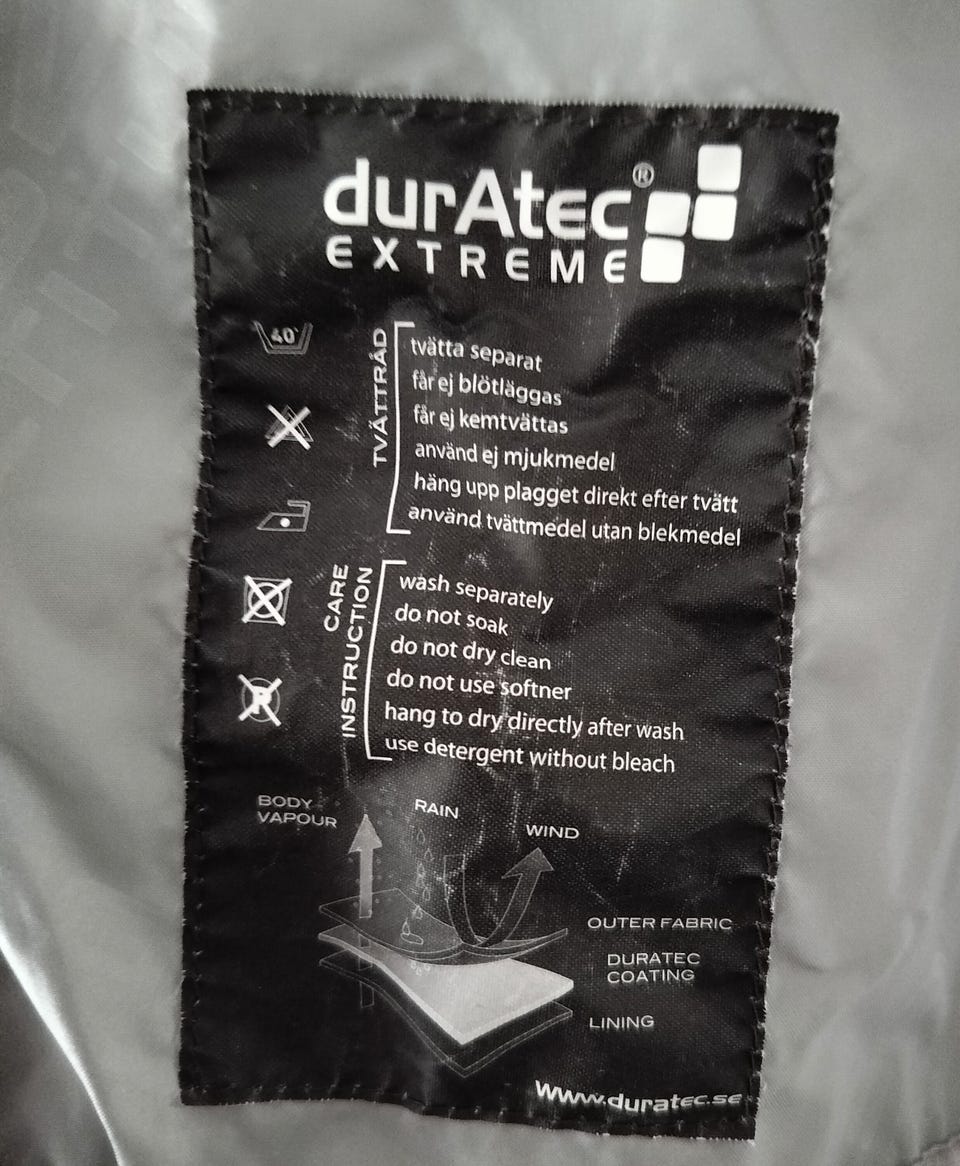 durAtec®
EXTREME
40°
TVÄTTRÅD
tvätta separat
får ej blötläggas
får ej kemtvättas
använd ej mjukmedel
häng upp plagget direkt efter tvätt
använd tvättmedel utan blekmedel
CARE
INSTRUCTION
wash separately
do not soak
do not dry clean
do not use softner
hang to dry directly after wash
use detergent without bleach
P
BODY
VAPOUR
RAIN
WIND
OUTER FABRIC
DURATEC
COATING
LINING
www.duratec.se